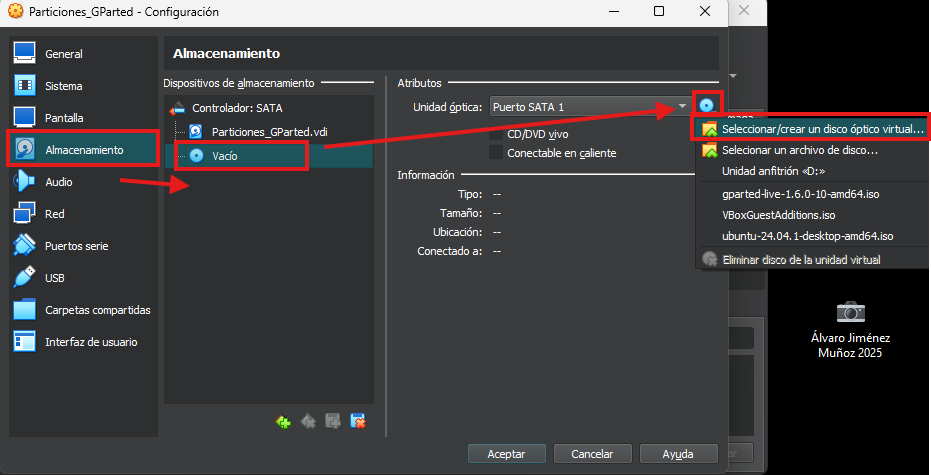 Particiones_GParted - Configuración
General
Sistema
Pantalla
Almacenamiento
Audio
Red
Puertos serie
USB
Carpetas compartidas
Interfaz de usuario
Almacenamiento
Dispositivos de almacenamiento
Controlador: SATA
Particiones_GParted.vdi
Vacío
Atributos
Unidad óptica: Puerto SATA 1
CD/DVD vivo
Conectable en caliente
Información
Tipo: --
Tamaño: --
Ubicación: --
Conectado a: --
Seleccionar/crear un disco óptico virtual...
Selecionar un archivo de disco...
Unidad anfitrión «D:»
gparted-live-1.6.0-10-amd64.iso
VBoxGuestAdditions.iso
ubuntu-24.04.1-desktop-amd64.iso
Eliminar disco de la unidad virtual
Álvaro Jiménez
Muñoz 2025
Aceptar
Cancelar
Ayuda